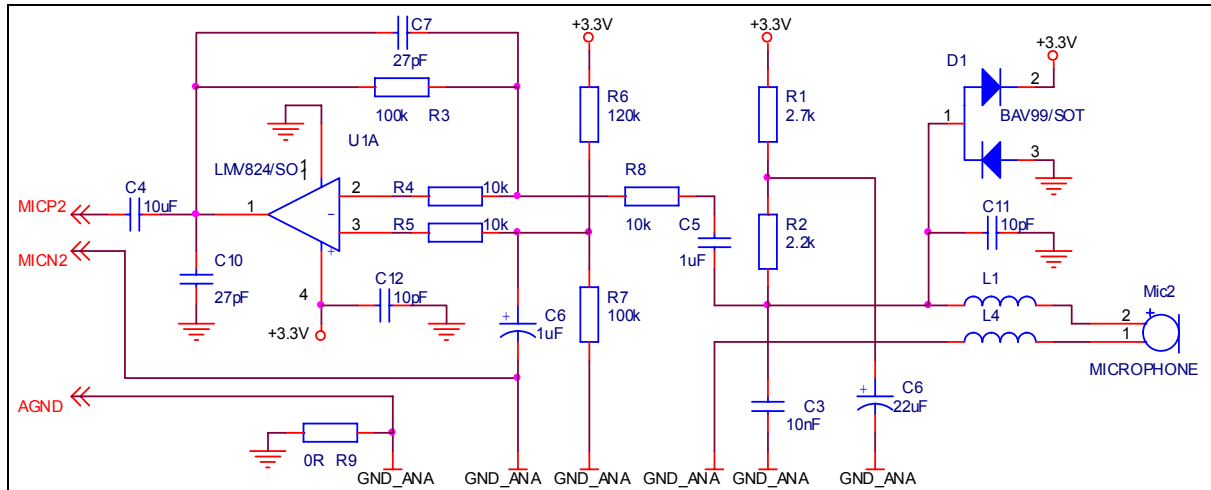 C7
27pF
+3.3V
+3.3V
+3.3V
D1
2
1
BAV99/SOT
3
R6
120k
R1
2.7k
100k R3
U1A
LMV824/SO
1
R4 10k
2
R8
10k
C4
10uF
MICP2
1
-
3
R5 10k
+
MICN2
C5
1uF
R2
2.2k
C11
10pF
C10
27pF
4
C12
10pF
+3.3V
+
C6
1uF
R7
100k
L1
Mic2
2
+
L4
1
MICROPHONE
AGND
C3
10nF
+
C6
22uF
0R R9
GND_ANA
GND_ANA
GND_ANA
GND_ANA
GND_ANA
GND_ANA